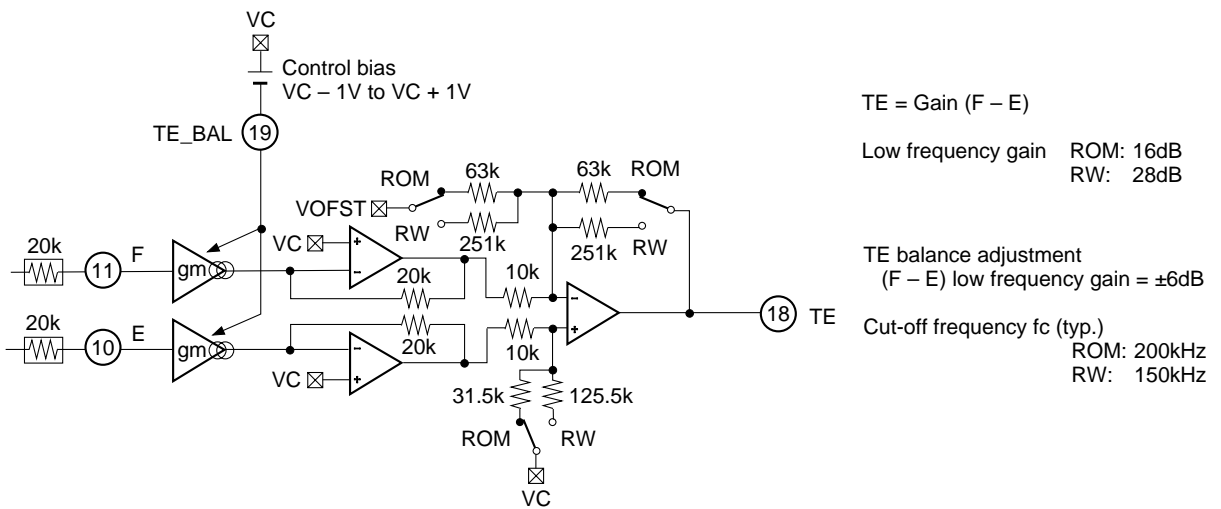 VC
Control bias
VC – 1V to VC + 1V
TE_BAL
19
TE = Gain (F – E)
Low frequency gain ROM: 16dB
RW: 28dB
ROM
63k
63k
ROM
VOFST
RW
251k
251k
RW
VC
+
–
20k
11
F
gm
20k
10k
20k
10
E
gm
20k
10k
–
+
18
TE
VC
–
+
TE balance adjustment
(F – E) low frequency gain = ±6dB
Cut-off frequency fc (typ.)
ROM: 200kHz
RW: 150kHz
31.5k
125.5k
ROM
RW
VC